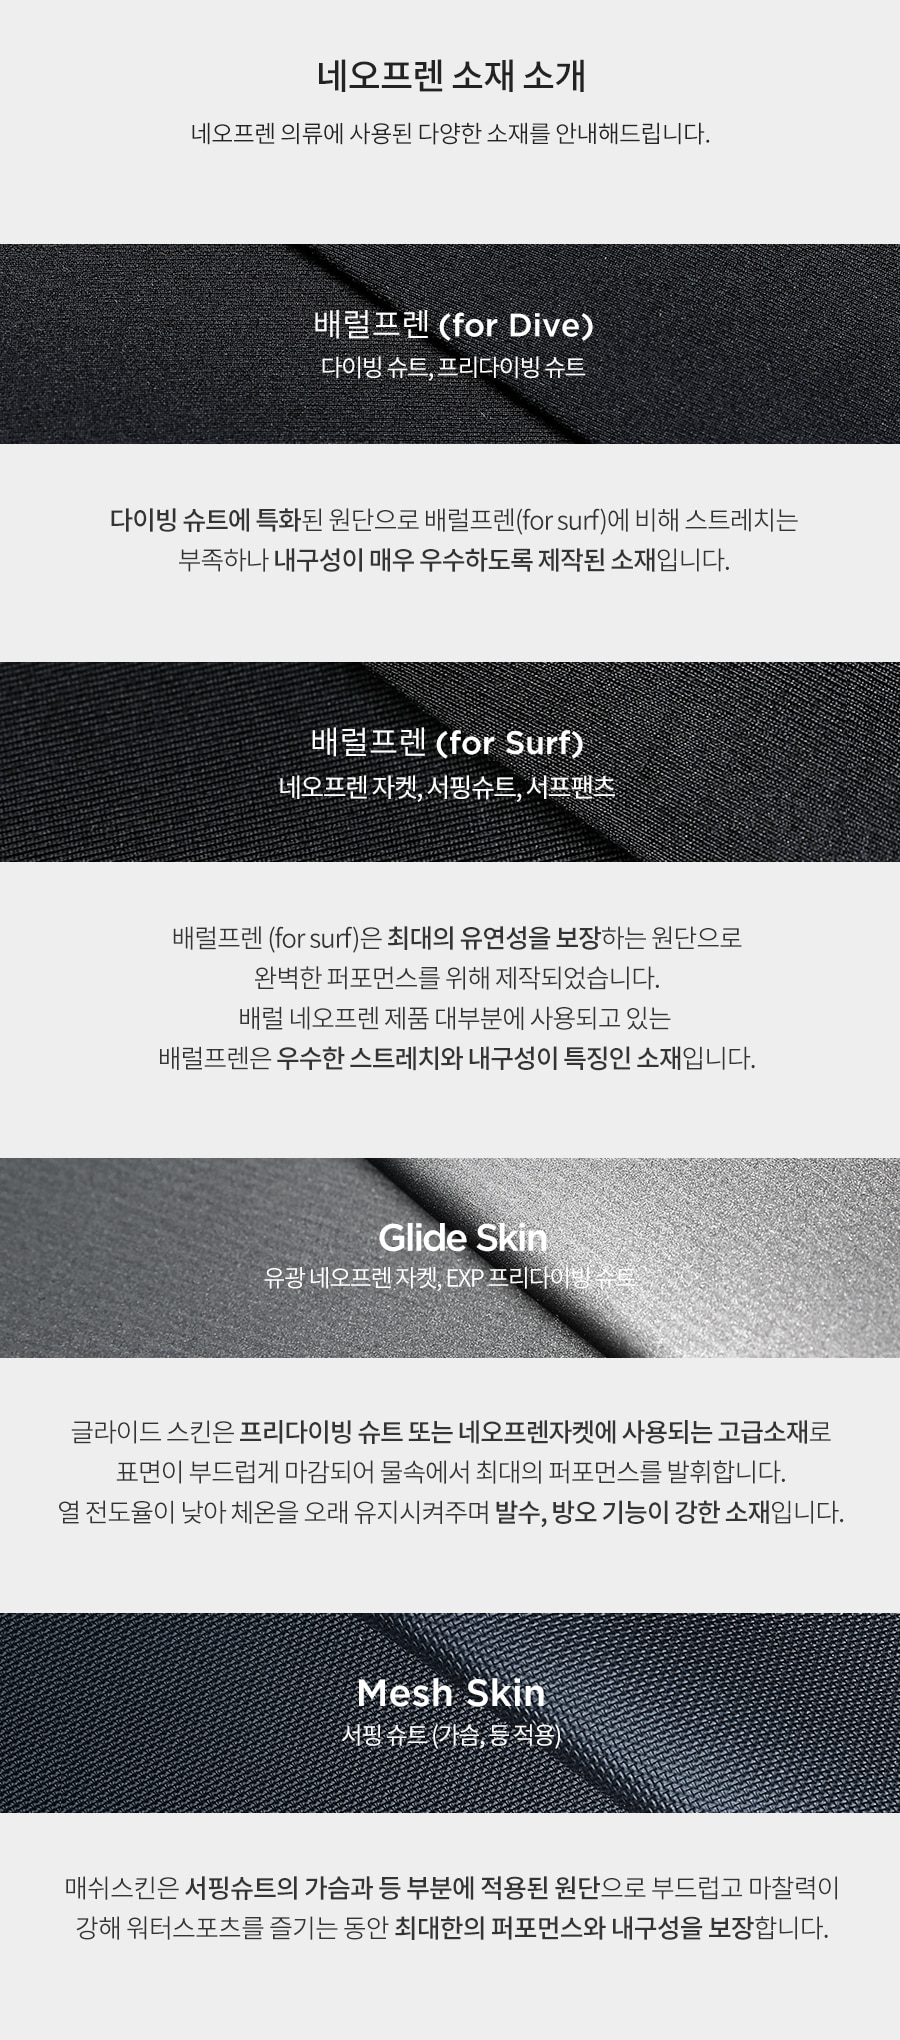 네오프렌 소재 소개
네오프렌 의류에 사용된 다양한 소재를 안내해드립니다.
배럴프렌 (for Dive)
다이빙 슈트, 프리다이빙 슈트
다이빙 슈트에 특화된 원단으로 배럴프렌(for surf)에 비해 스트레치는
부족하나 내구성이 매우 우수하도록 제작된 소재입니다.
배럴프렌 (for Surf)
네오프렌 자켓, 서핑슈트, 서프팬츠
배럴프렌 (for surf)은 최대의 유연성을 보장하는 원단으로
완벽한 퍼포먼스를 위해 제작되었습니다.
배럴 네오프렌 제품 대부분에 사용되고 있는
배럴프렌은 우수한 스트레치와 내구성이 특징인 소재입니다.
Glide Skin
유광 네오프렌 자켓, EXP 프리다이빙 슈트
글라이드 스킨은 프리다이빙 슈트 또는 네오프렌자켓에 사용되는 고급소재로
표면이 부드럽게 마감되어 물속에서 최대의 퍼포먼스를 발휘합니다.
열 전도율이 낮아 체온을 오래 유지시켜주며 발수, 방오 기능이 강한 소재입니다.
Mesh Skin
서핑 슈트 (가슴, 등 적용)
매쉬스킨은 서핑슈트의 가슴과 등 부분에 적용된 원단으로 부드럽고 마찰력이
강해 워터스포츠를 즐기는 동안 최대한의 퍼포먼스와 내구성을 보장합니다.